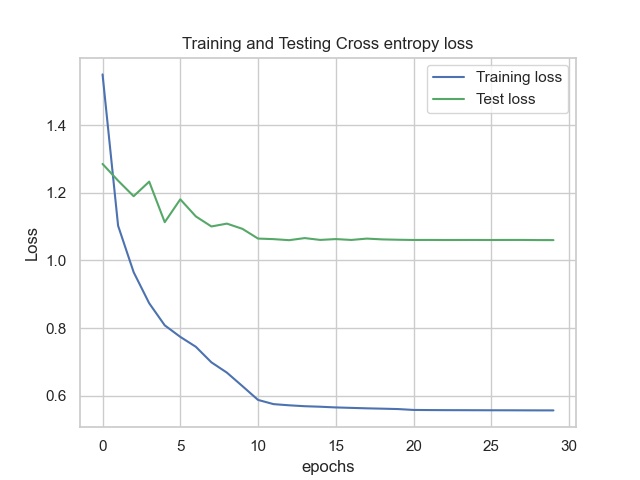 Training and Testing Cross entropy loss
Training loss
Test loss
1.4
1.2
1.0
0.8
0.6
Loss
0 5 10 15 20 25 30
epochs